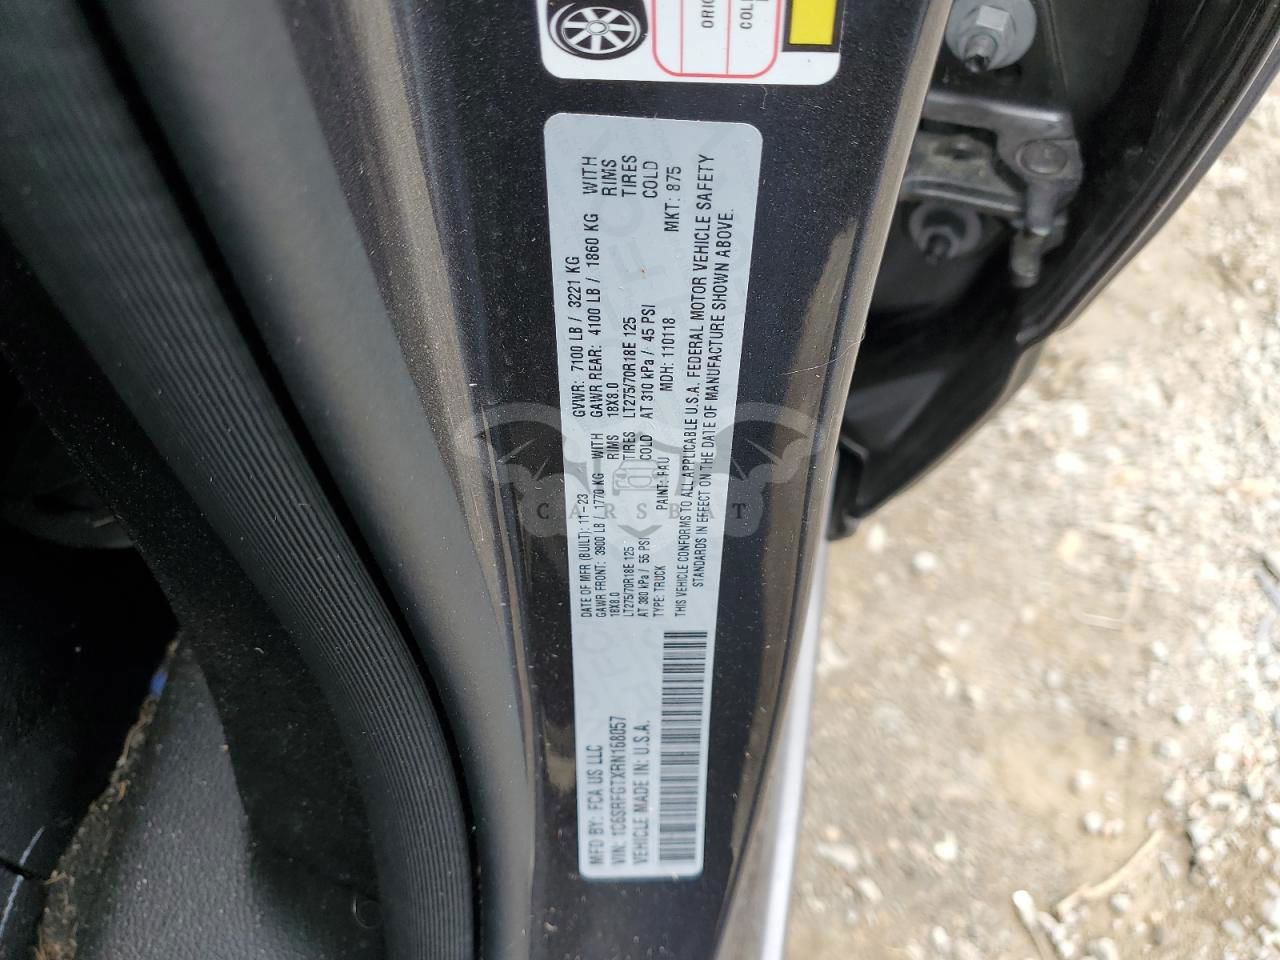 ORIG
COLD
MFD BY: FCA US LLC
VIN: 1C6SRFGTXRN168057
VEHICLE MADE IN: U.S.A.
DATE OF MFR (BUILT): 11-23
GVWR: 7100 LB / 3221 KG
GAWR FRONT: 3900 LB / 1770 KG WITH
18X8.0 RIMS
LT275/70R18E 125 TIRES
AT 380 kPa / 55 PSI COLD
GAWR REAR: 4100 LB / 1860 KG WITH
18X8.0 RIMS
LT275/70R18E 125 TIRES
AT 310 kPa / 45 PSI COLD
TYPE: TRUCK PAINT: FAU MDH: 110118 MKT: 875
THIS VEHICLE CONFORMS TO ALL APPLICABLE U.S.A. FEDERAL MOTOR VEHICLE SAFETY
STANDARDS IN EFFECT ON THE DATE OF MANUFACTURE SHOWN ABOVE.
CARSBAT